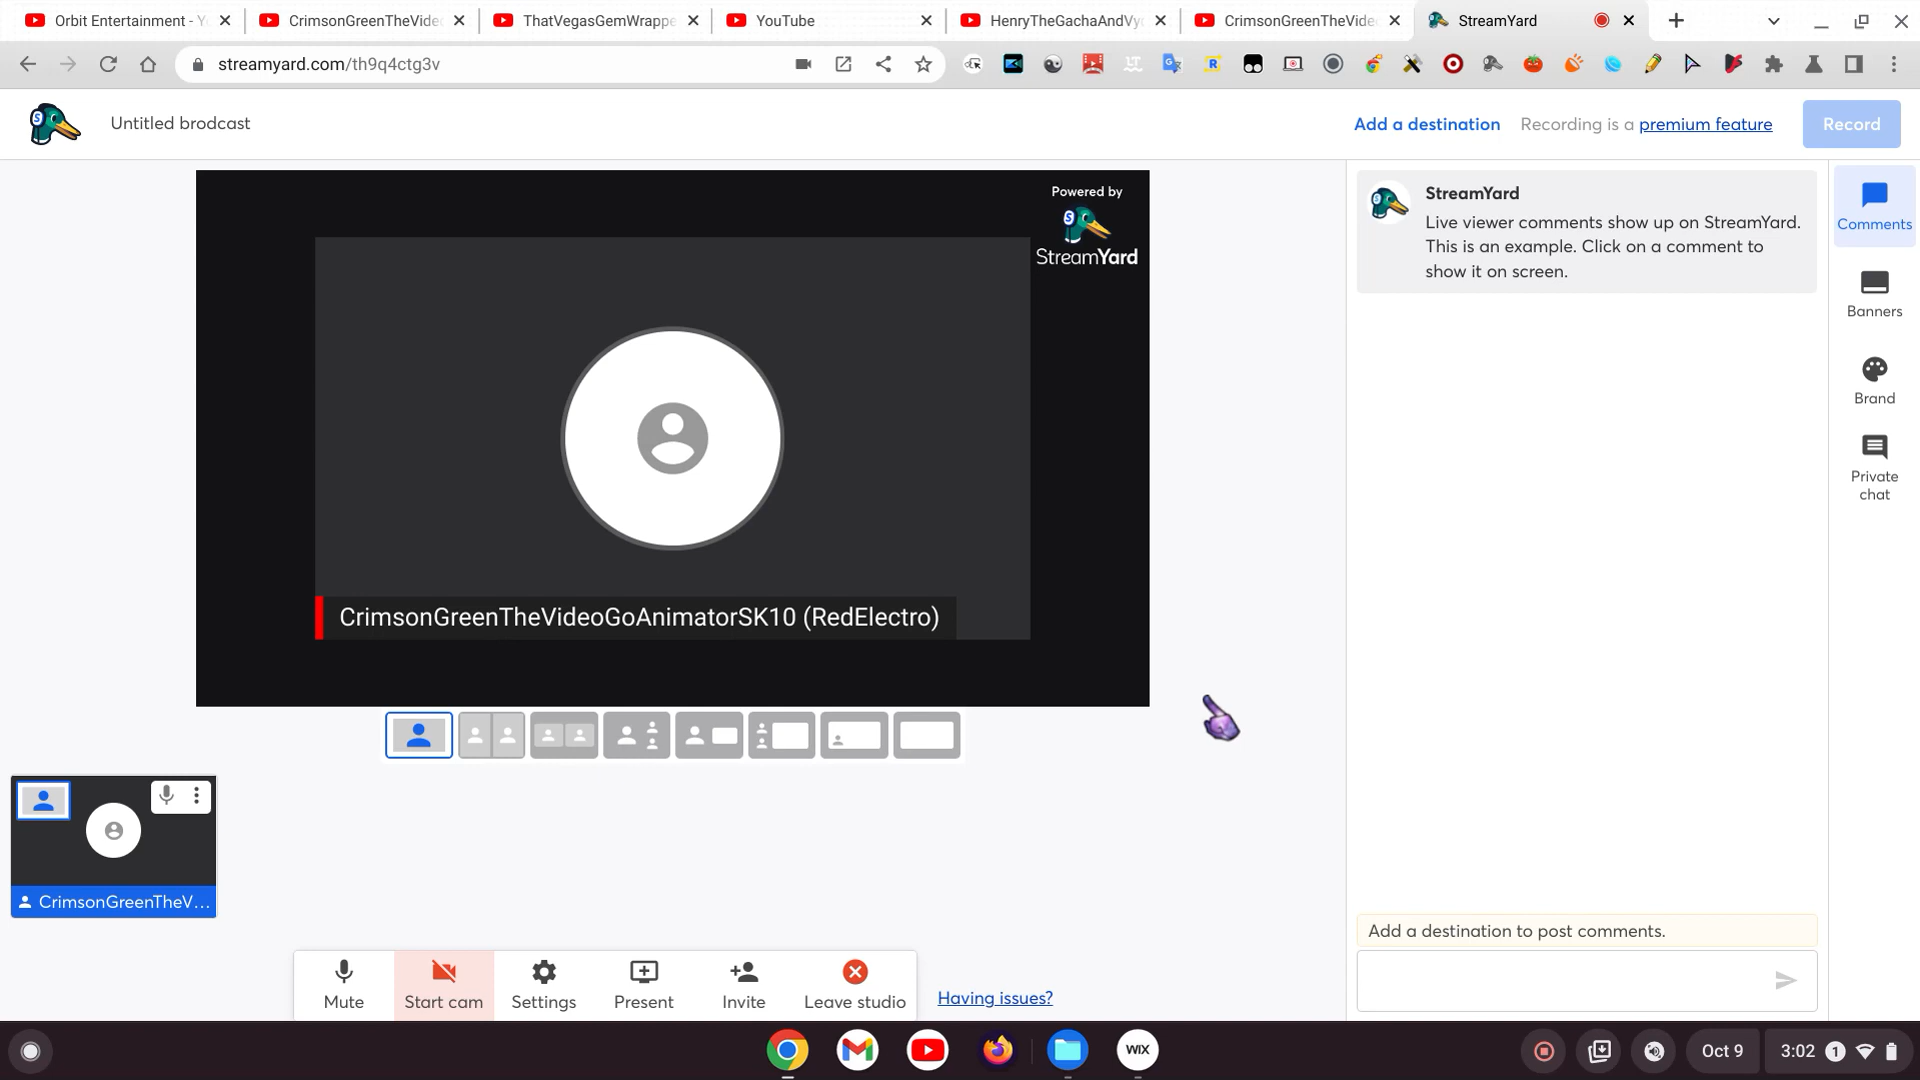 Orbit Entertainment - Y
CrimsonGreenTheVide
ThatVegasGemWrappe
YouTube
HenryTheGachaAndVyo
CrimsonGreenTheVide
StreamYard
streamyard.com/th9q4ctg3v
Untitled brodcast
Add a destination
Recording is a premium feature
Record
Powered by
StreamYard
CrimsonGreenTheVideoGoAnimatorSK10 (RedElectro)
StreamYard
Live viewer comments show up on StreamYard.
This is an example. Click on a comment to
show it on screen.
Comments
Banners
Brand
Private
chat
CrimsonGreenTheV...
Add a destination to post comments.
Mute
Start cam
Settings
Present
Invite
Leave studio
Having issues?
WIX
Oct 9
3:02
1